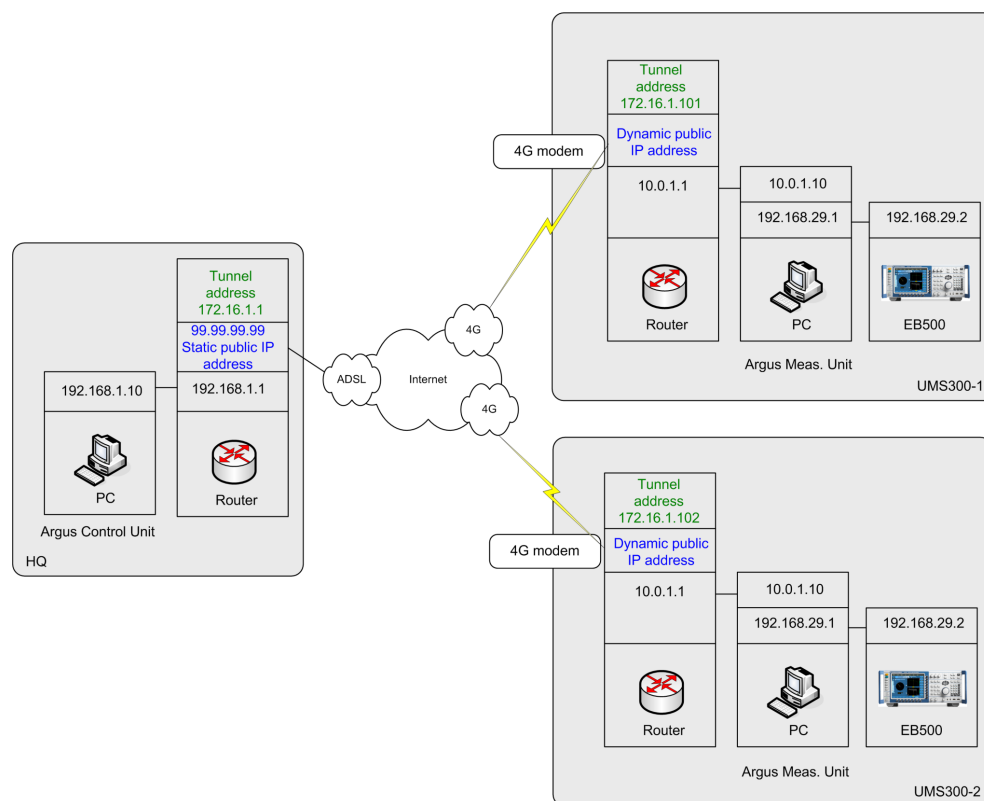 Tunnel
address
172.16.1.101
Dynamic public
IP address
4G modem
10.0.1.1
10.0.1.10
192.168.29.1
192.168.29.2
Router
PC
EB500
Argus Meas. Unit
UMS300-1
Tunnel
address
172.16.1.1
99.99.99.99
Static public IP
address
192.168.1.10
192.168.1.1
PC
Router
Argus Control Unit
HQ
ADSL
Internet
4G
4G
Tunnel
address
172.16.1.102
Dynamic public
IP address
4G modem
10.0.1.1
10.0.1.10
192.168.29.1
192.168.29.2
Router
PC
EB500
Argus Meas. Unit
UMS300-2